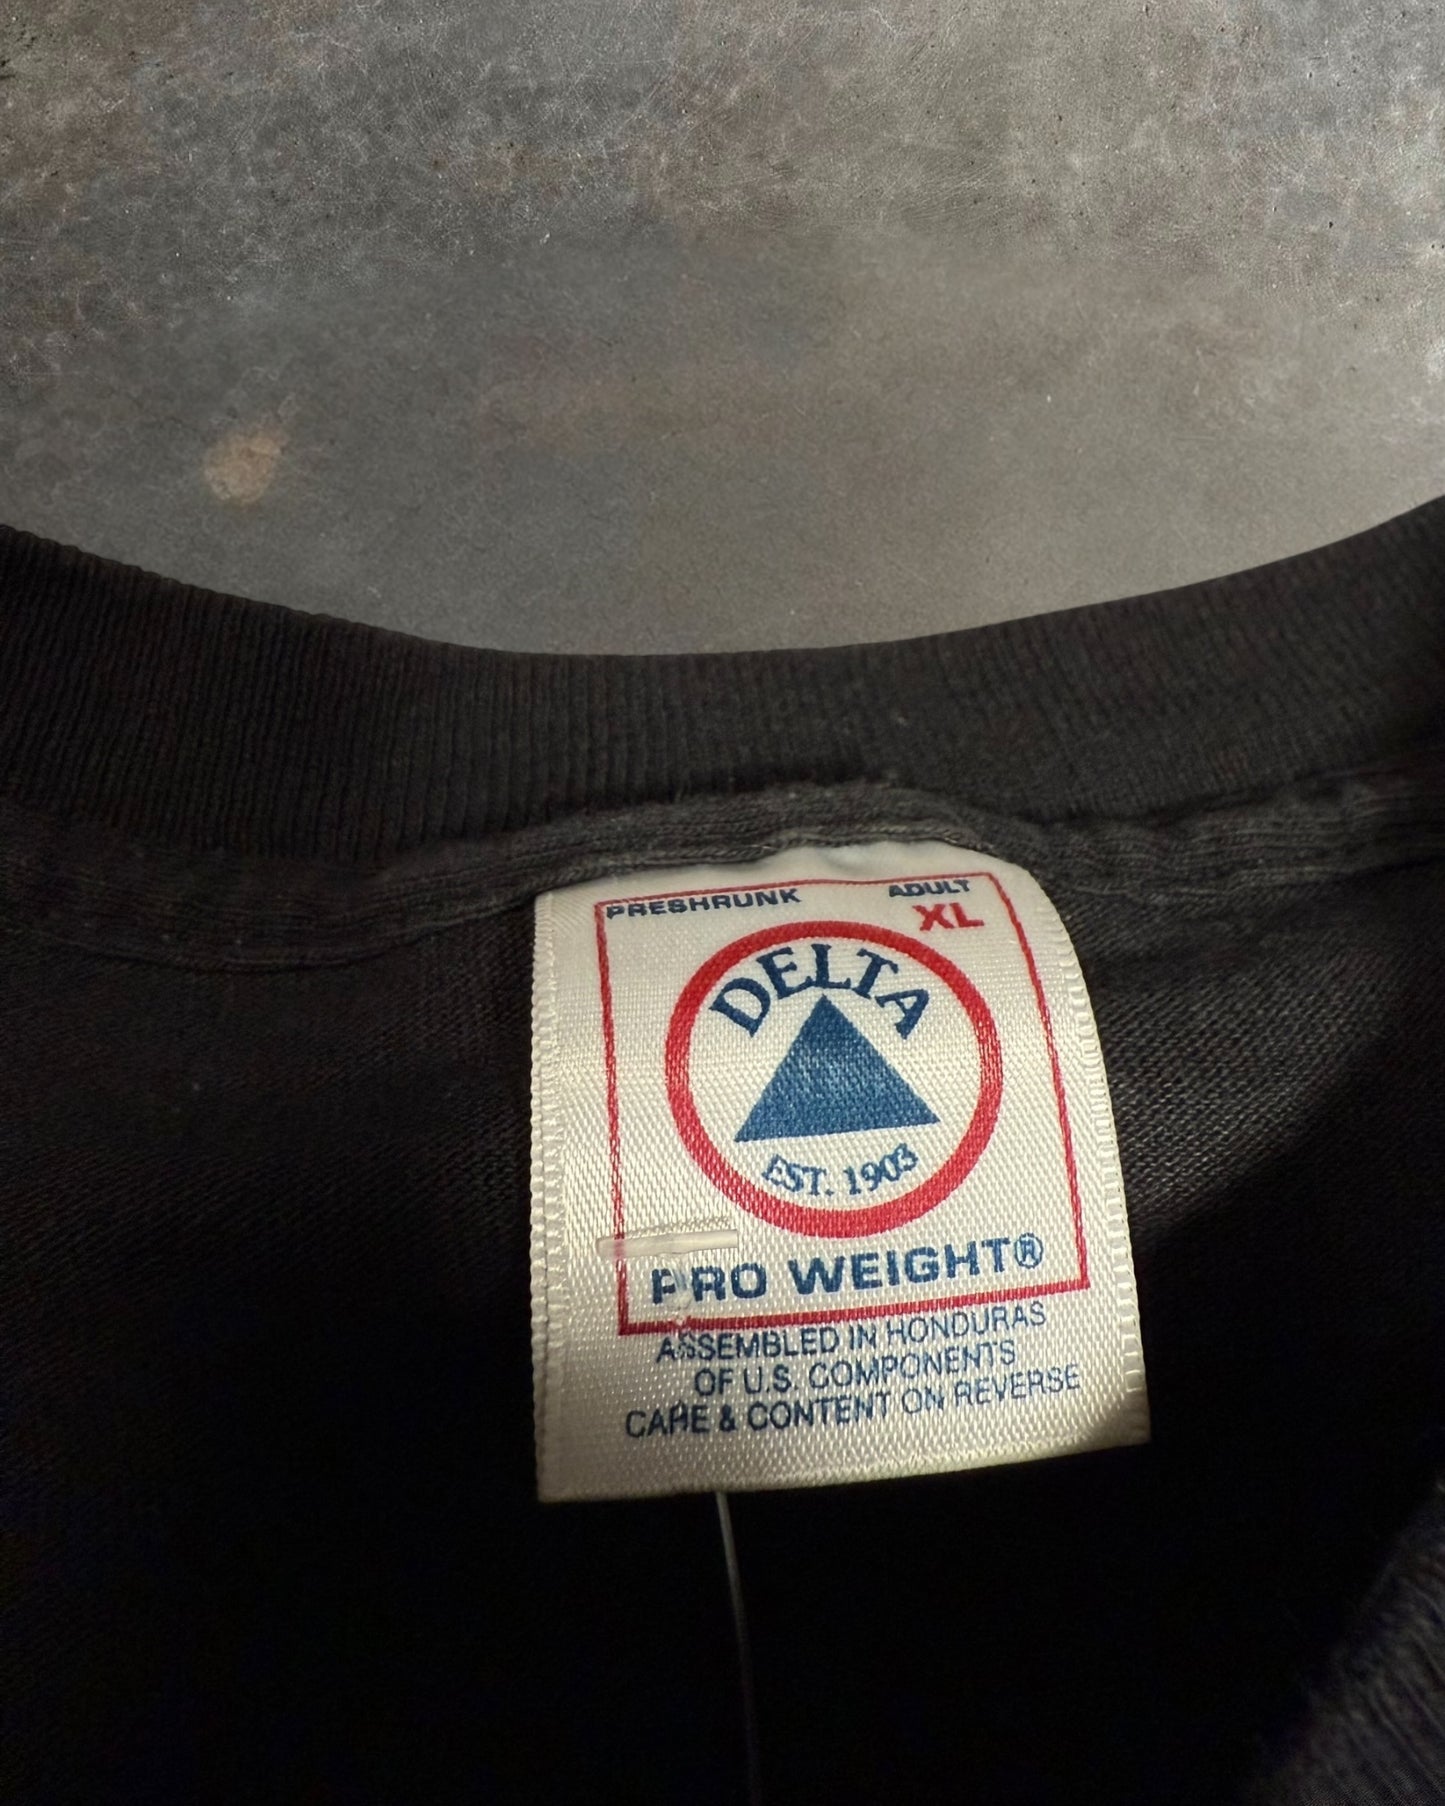 PRESHRUNK
ADULT
XL
DELTA
EST. 1903
PRO WEIGHT®
ASSEMBLED IN HONDURAS
OF U.S. COMPONENTS
CARE & CONTENT ON REVERSE